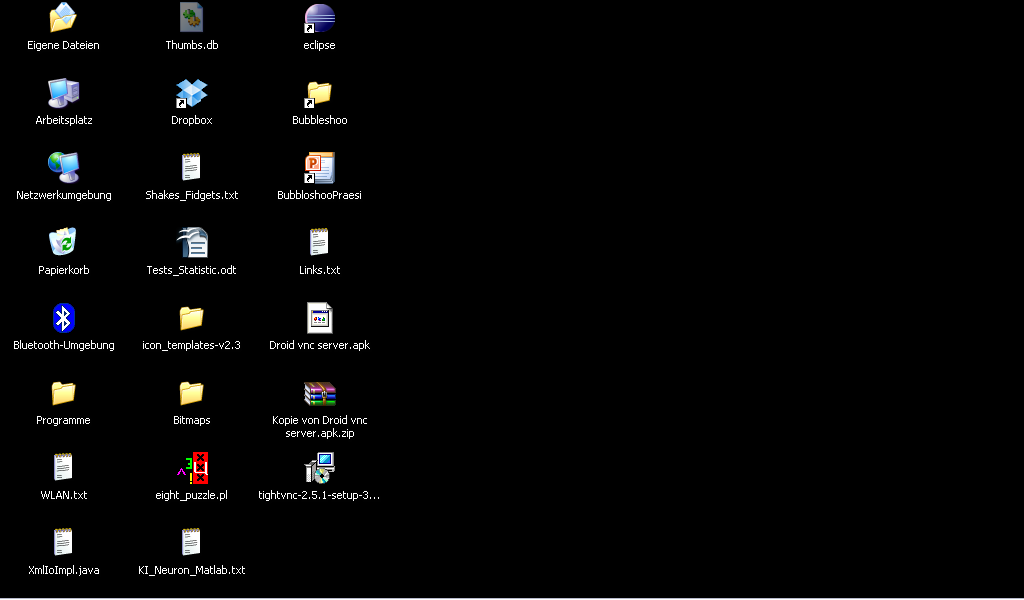 Eigene Dateien
Thumbs.db
eclipse
Arbeitsplatz
Dropbox
Bubbleshoo
Netzwerkumgebung
Shakes_Fidgets.txt
BubbloshooPraesi
Papierkorb
Tests_Statistic.odt
Links.txt
Bluetooth-Umgebung
icon_templates-v2.3
Droid vnc server.apk
Programme
Bitmaps
Kopie von Droid vnc
server.apk.zip
WLAN.txt
eight_puzzle.pl
tightvnc-2.5.1-setup-3...
XmlIoImpl.java
KI_Neuron_Matlab.txt